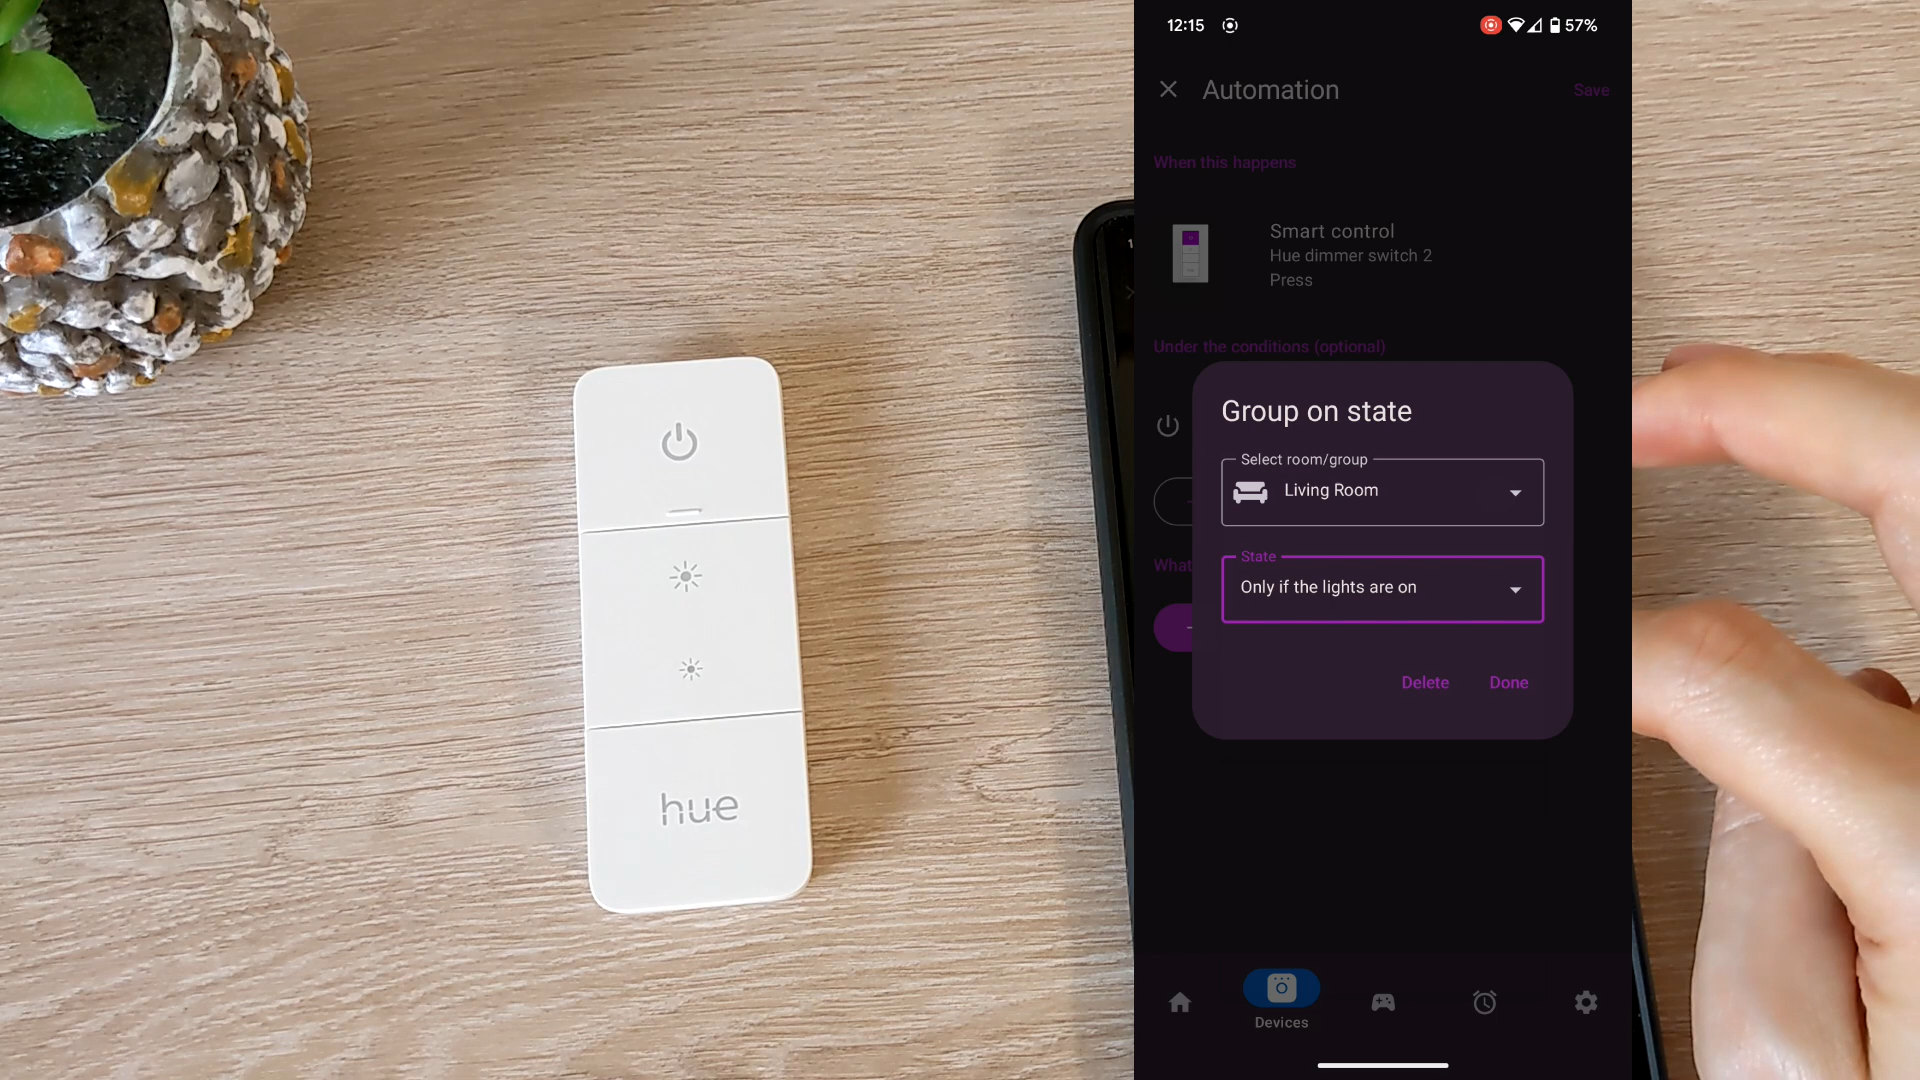 hue
12:15
57%
Automation
Save
When this happens
Smart control
Hue dimmer switch 2
Press
Under the conditions (optional)
Group on state
Select room/group
Living Room
What
State
Only if the lights are on
Delete
Done
Devices